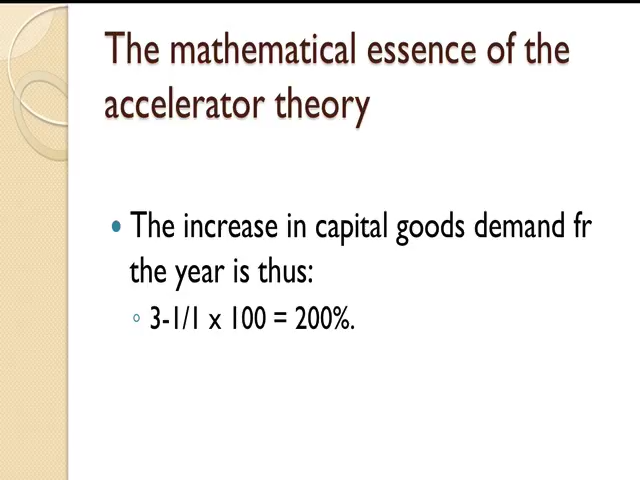 The mathematical essence of the
accelerator theory
The increase in capital goods demand fr
the year is thus:
3-1/1 x 100 = 200%.